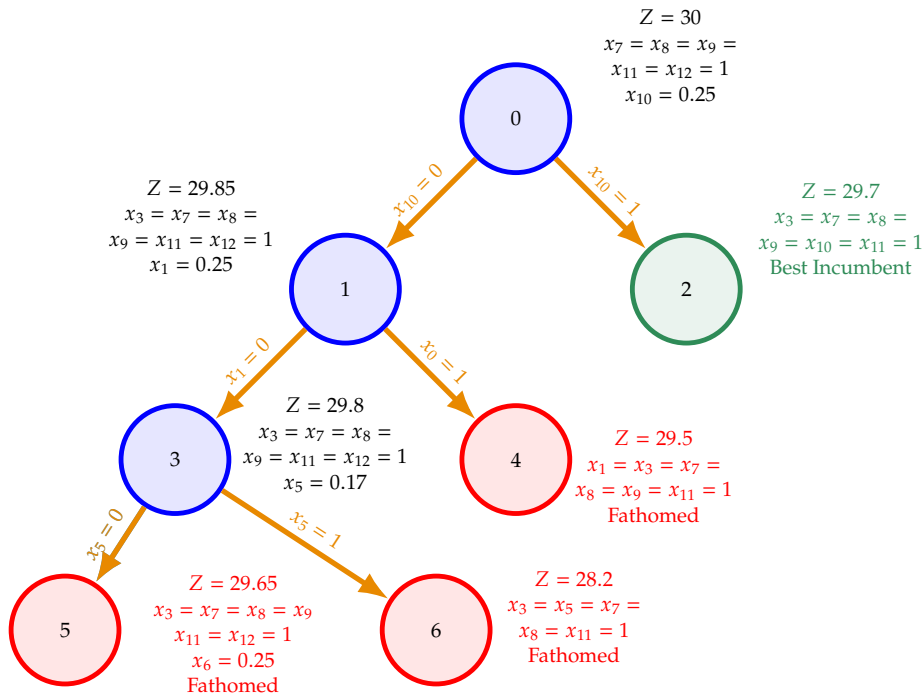 Z = 30
x₇ = x₈ = x₉ =
x₁₁ = x₁₂ = 1
x₁₀ = 0.25
0
x₁₀ = 0
x₁₀ = 1
Z = 29.85
x₃ = x₇ = x₈ =
x₉ = x₁₁ = x₁₂ = 1
x₁ = 0.25
1
Z = 29.7
x₃ = x₇ = x₈ =
x₉ = x₁₀ = x₁₁ = 1
Best Incumbent
2
x₁ = 0
x₀ = 1
Z = 29.8
x₃ = x₇ = x₈ =
x₉ = x₁₁ = x₁₂ = 1
x₅ = 0.17
3
4
Z = 29.5
x₁ = x₃ = x₇ =
x₈ = x₉ = x₁₁ = 1
Fathomed
x₅ = 0
x₅ = 1
5
Z = 29.65
x₃ = x₇ = x₈ = x₉
x₁₁ = x₁₂ = 1
x₆ = 0.25
Fathomed
6
Z = 28.2
x₃ = x₅ = x₇ =
x₈ = x₁₁ = 1
Fathomed